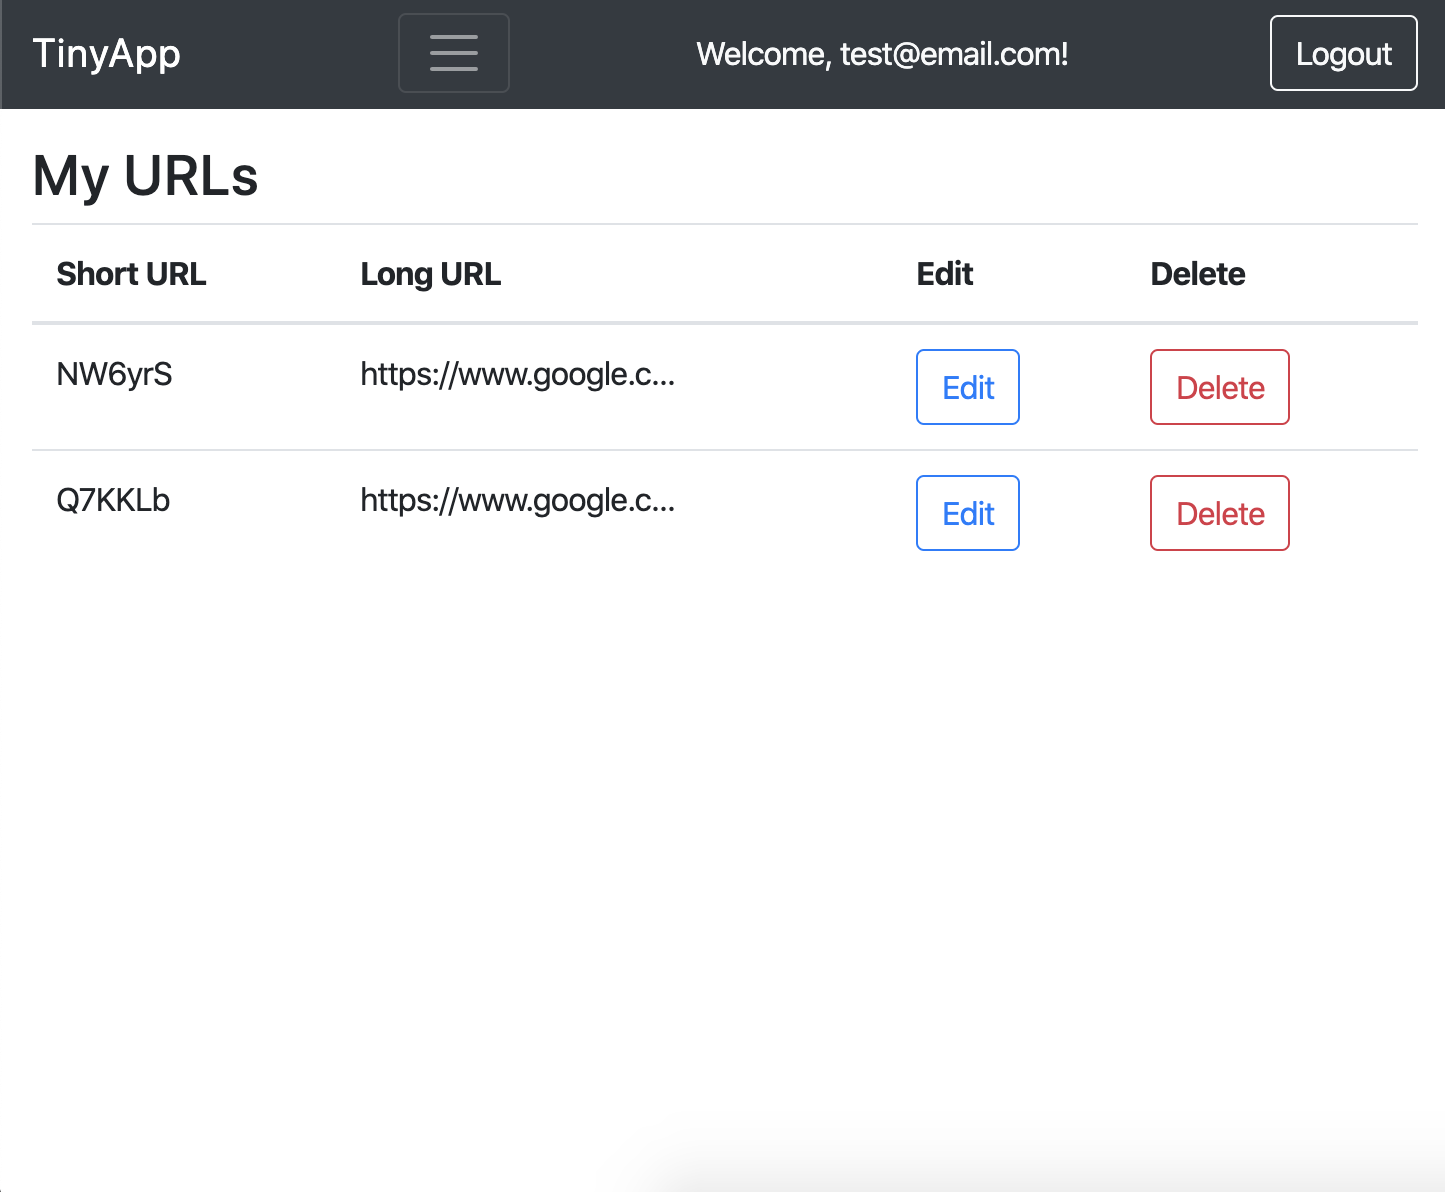 TinyApp Welcome, test@email.com! Logout
My URLs
Short URL Long URL Edit Delete
NW6yrS https://www.google.c... Edit Delete
Q7KKLb https://www.google.c... Edit Delete